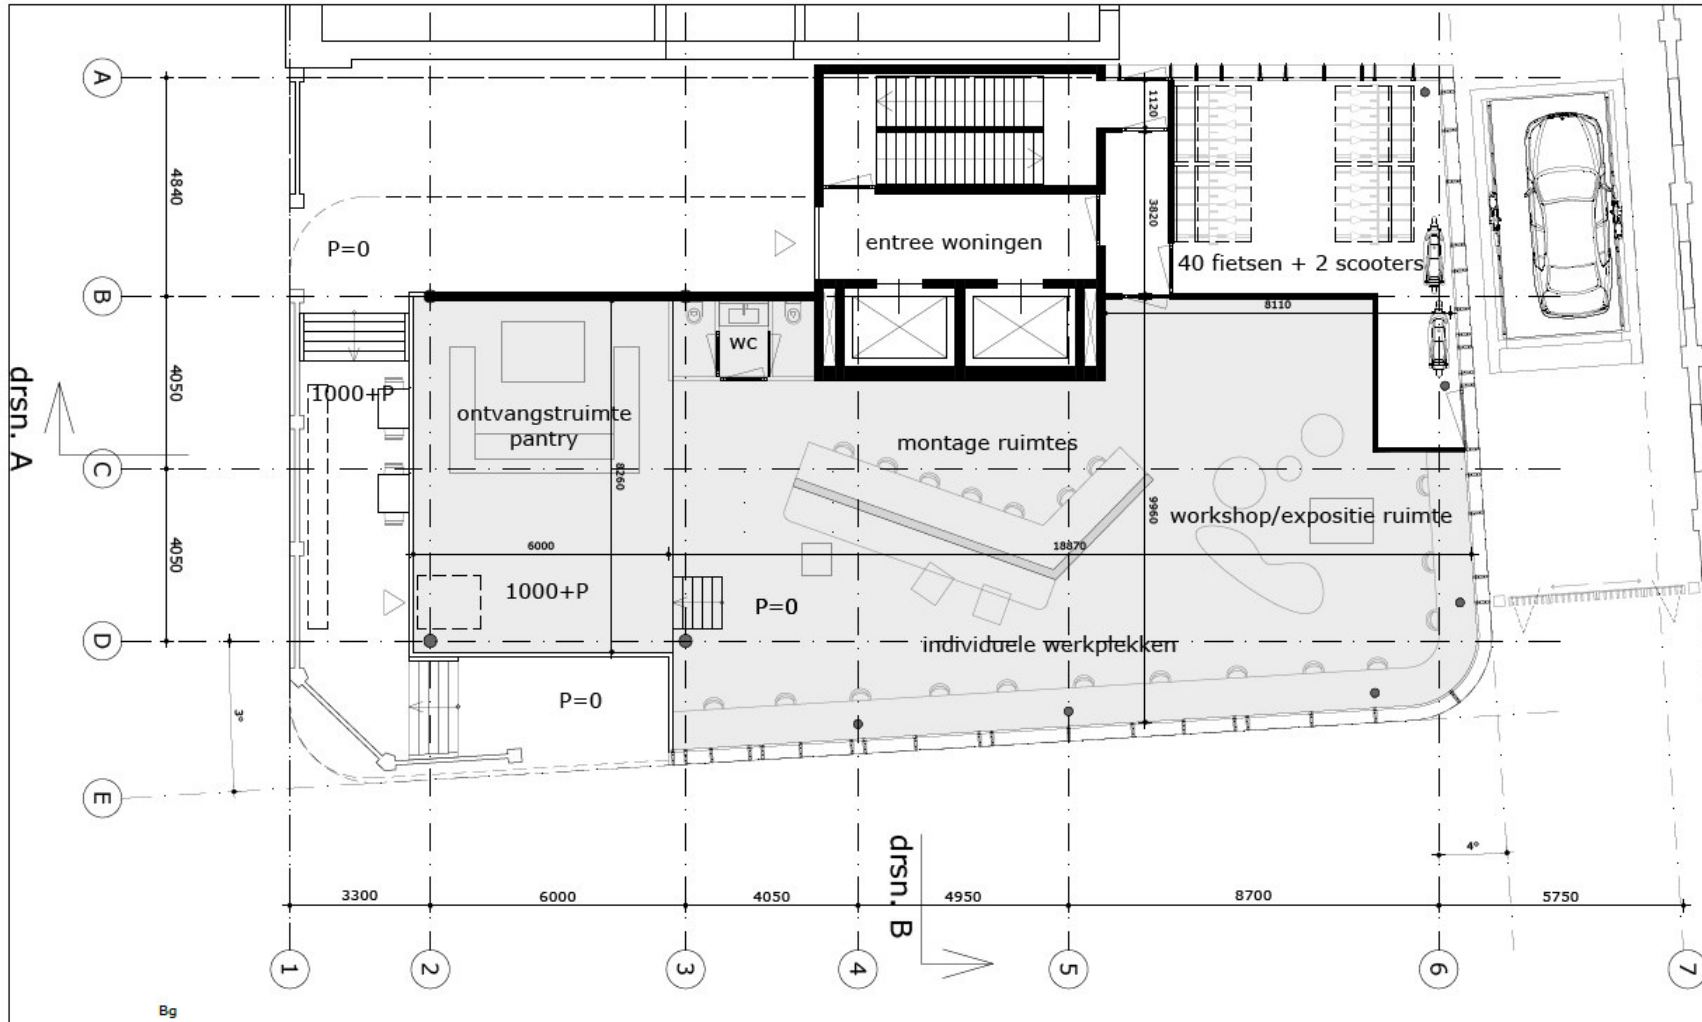 A
1120
4840
3820
P=0
entree woningen
40 fietsen + 2 scooters
B
8110
wc
drsn. A
4050
1000+P
ontvangstruimte
pantry
montage ruimtes
C
8260
9960
workshop/expositie ruimte
4050
6000
18870
1000+P
P=0
D
individuele werkplekken
P=0
3°
E
4°
drsn. B
3300
6000
4050
4950
8700
5750
1
2
3
4
5
6
7
Bg